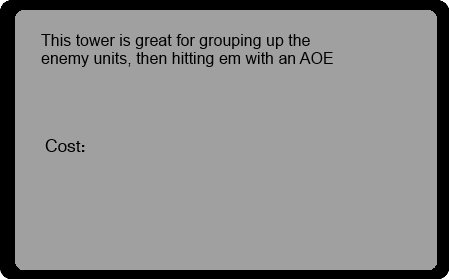 This tower is great for grouping up the
enemy units, then hitting em with an AOE
Cost: